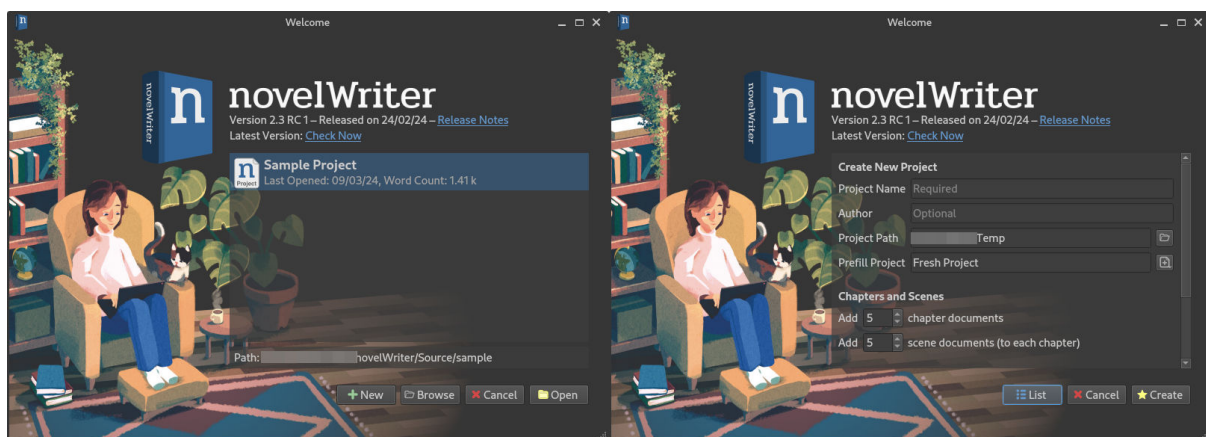 Welcome
n
novelWriter
novelWriter
Version 2.3 RC 1 – Released on 24/02/24 – Release Notes
Latest Version: Check Now
n
Project
Sample Project
Last Opened: 09/03/24, Word Count: 1.41 k
Path: novelWriter/Source/sample
New Browse Cancel Open
Welcome
n
novelWriter
novelWriter
Version 2.3 RC 1 – Released on 24/02/24 – Release Notes
Latest Version: Check Now
Create New Project
Project Name Required
Author Optional
Project Path Temp
Prefill Project Fresh Project
Chapters and Scenes
Add 5 chapter documents
Add 5 scene documents (to each chapter)
List Cancel Create